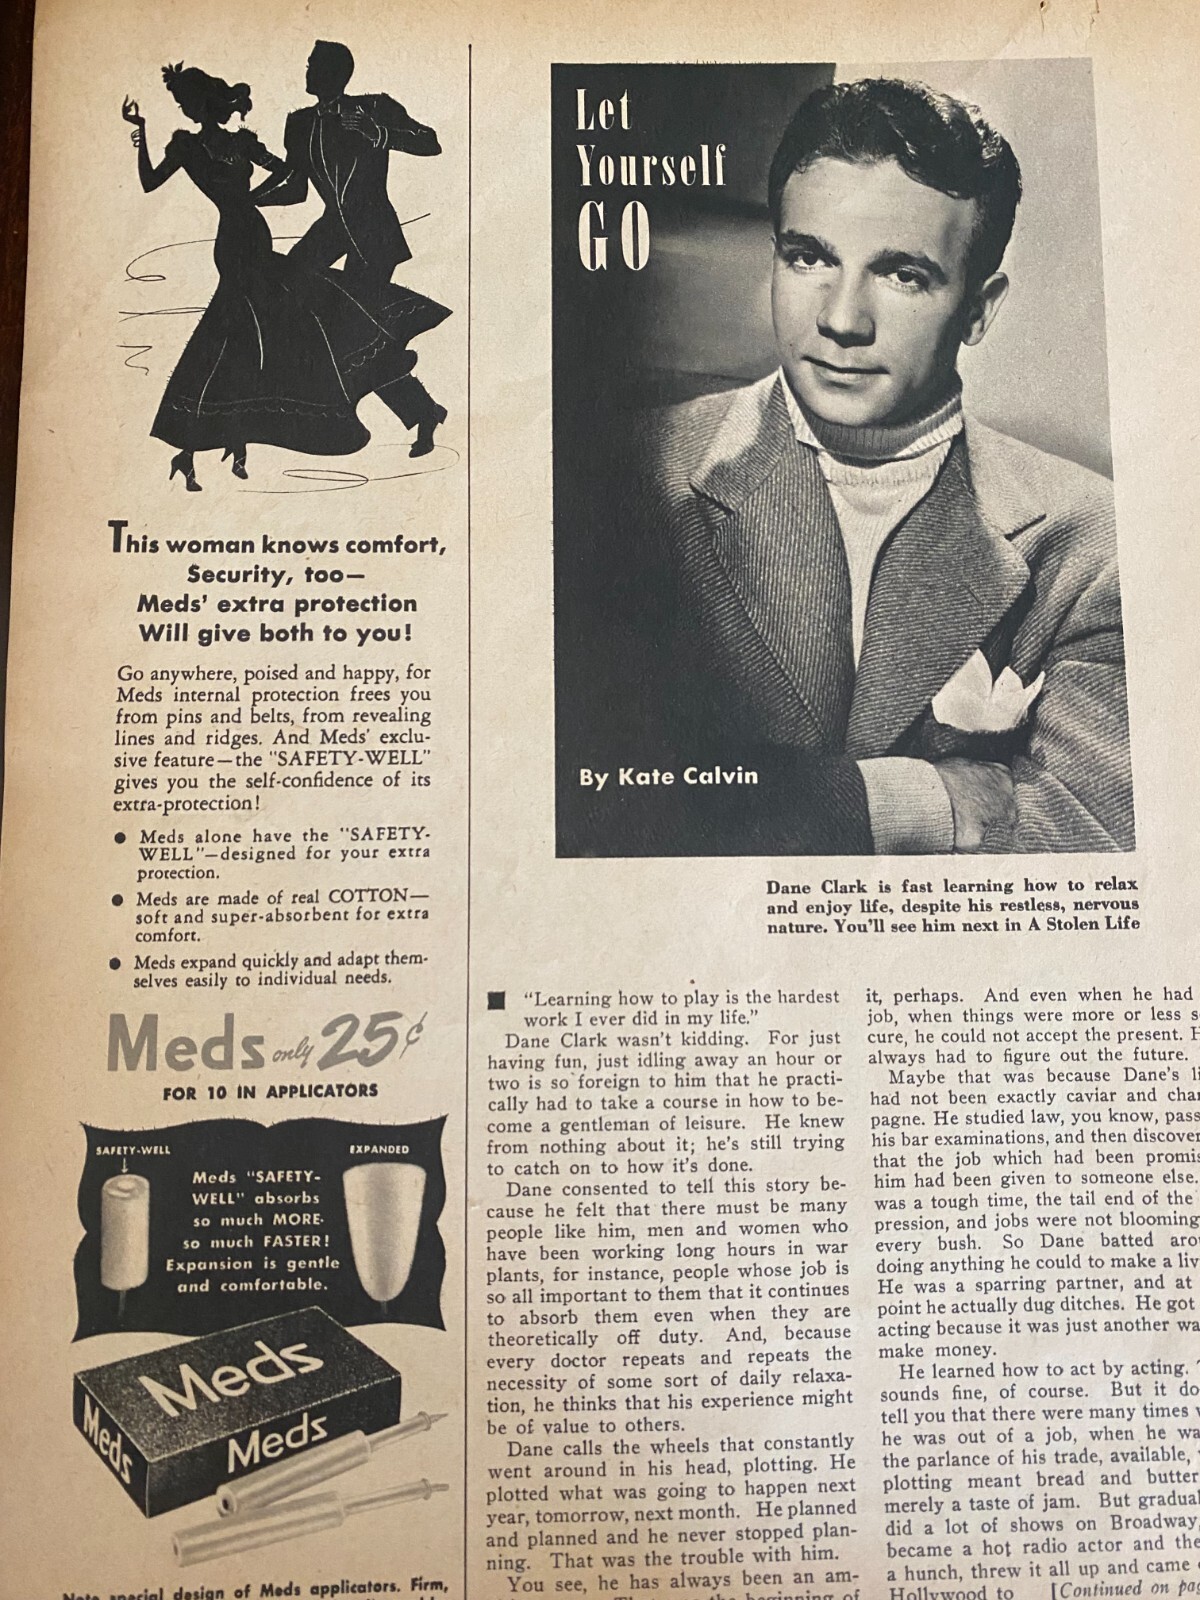 This woman knows comfort,
Security, too—
Meds' extra protection
Will give both to you!
Go anywhere, poised and happy, for
Meds internal protection frees you
from pins and belts, from revealing
lines and ridges. And Meds' exclu-
sive feature—the "SAFETY-WELL"
gives you the self-confidence of its
extra-protection!
● Meds alone have the "SAFETY-
WELL"—designed for your extra
protection.
● Meds are made of real COTTON—
soft and super-absorbent for extra
comfort.
● Meds expand quickly and adapt them-
selves easily to individual needs.
Meds only 25¢
FOR 10 IN APPLICATORS
SAFETY-WELL
EXPANDED
Meds "SAFETY-
WELL" absorbs
so much MORE
so much FASTER!
Expansion is gentle
and comfortable.
Meds
Meds
Meds
Note special design of Meds applicators. Firm,
Let
Yourself
GO
By Kate Calvin
Dane Clark is fast learning how to relax
and enjoy life, despite his restless, nervous
nature. You'll see him next in A Stolen Life
■ "Learning how to play is the hardest
work I ever did in my life."
Dane Clark wasn't kidding. For just
having fun, just idling away an hour or
two is so foreign to him that he practi-
cally had to take a course in how to be-
come a gentleman of leisure. He knew
from nothing about it; he's still trying
to catch on to how it's done.
Dane consented to tell this story be-
cause he felt that there must be many
people like him, men and women who
have been working long hours in war
plants, for instance, people whose job is
so all important to them that it continues
to absorb them even when they are
theoretically off duty. And, because
every doctor repeats and repeats the
necessity of some sort of daily relaxa-
tion, he thinks that his experience might
be of value to others.
Dane calls the wheels that constantly
went around in his head, plotting. He
plotted what was going to happen next
year, tomorrow, next month. He planned
and planned and he never stopped plan-
ning. That was the trouble with him.
You see, he has always been an am-
it, perhaps. And even when he had
job, when things were more or less s
cure, he could not accept the present. H
always had to figure out the future.
Maybe that was because Dane's li
had not been exactly caviar and cham
pagne. He studied law, you know, pass
his bar examinations, and then discover
that the job which had been promis
him had been given to someone else.
was a tough time, the tail end of the
pression, and jobs were not blooming
every bush. So Dane batted arou
doing anything he could to make a liv
He was a sparring partner, and at
point he actually dug ditches. He got
acting because it was just another wa
make money.
He learned how to act by acting. T
sounds fine, of course. But it do
tell you that there were many times w
he was out of a job, when he wa
the parlance of his trade, available,
plotting meant bread and butter
merely a taste of jam. But gradual
did a lot of shows on Broadway,
became a hot radio actor and the
a hunch, threw it all up and came
Hollywood to [Continued on pag